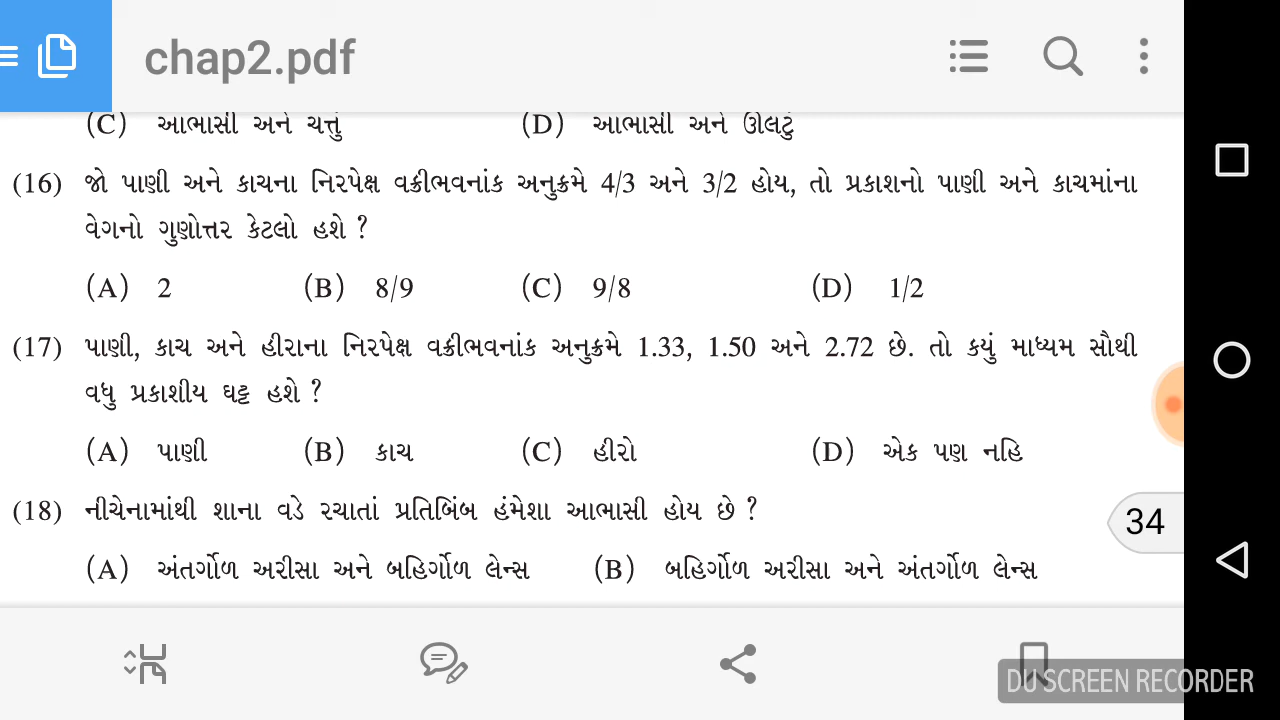 chap2.pdf
(C) આભાસી અને ચત્તું (D) આભાસી અને ઊલટું
(16) જો પાણી અને કાચના નિરપેક્ષ વક્રીભવનાંક અનુક્રમે 4/3 અને 3/2 હોય, તો પ્રકાશનો પાણી અને કાચમાંના
વેગનો ગુણોત્તર કેટલો હશે ?
(A) 2 (B) 8/9 (C) 9/8 (D) 1/2
(17) પાણી, કાચ અને હીરાના નિરપેક્ષ વક્રીભવનાંક અનુક્રમે 1.33, 1.50 અને 2.72 છે. તો કયું માધ્યમ સૌથી
વધુ પ્રકાશીય ઘટ્ટ હશે ?
(A) પાણી (B) કાચ (C) હીરો (D) એક પણ નહિ
(18) નીચેનામાંથી શાના વડે રચાતાં પ્રતિબિંબ હંમેશા આભાસી હોય છે ?
34
(A) અંતર્ગોળ અરીસા અને બહિર્ગોળ લેન્સ (B) બહિર્ગોળ અરીસા અને અંતર્ગોળ લેન્સ
DU SCREEN RECORDER